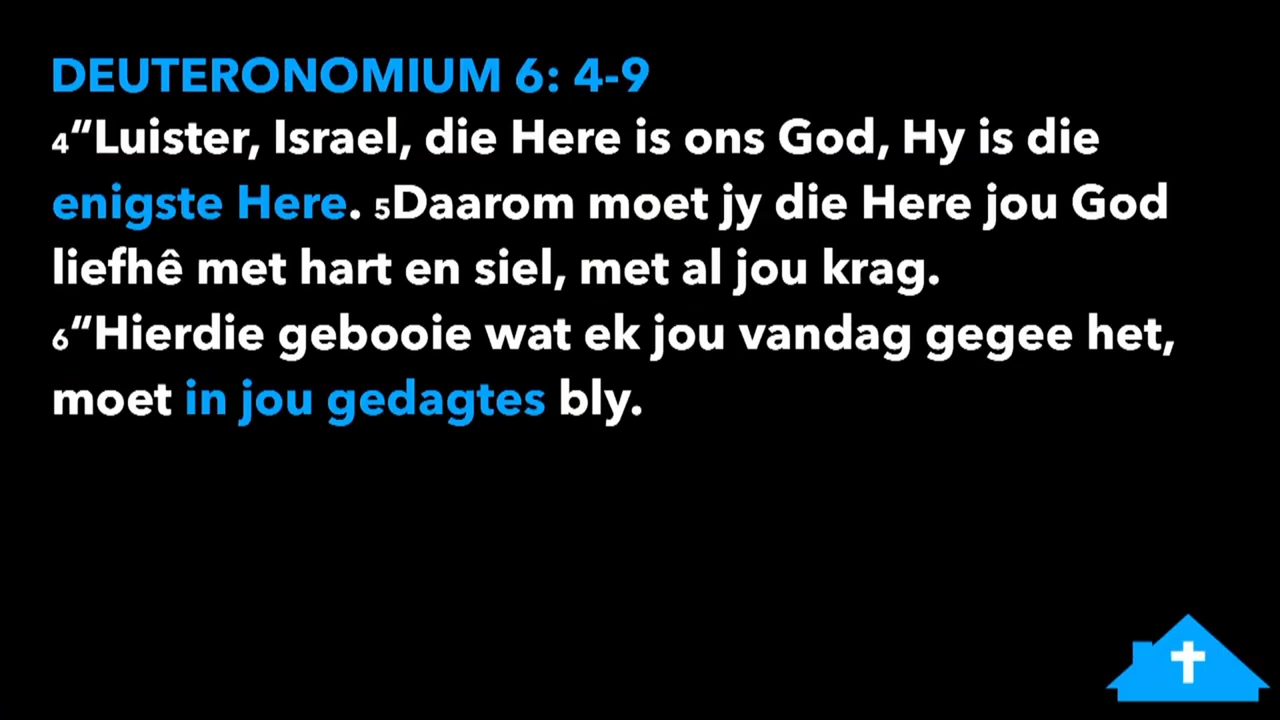 DEUTERONOMIUM 6: 4-9
4“Luister, Israel, die Here is ons God, Hy is die
enigste Here. 5Daarom moet jy die Here jou God
liefhê met hart en siel, met al jou krag.
6“Hierdie gebooie wat ek jou vandag gegee het,
moet in jou gedagtes bly.